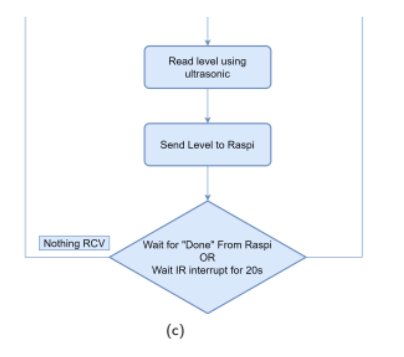 Read level using
ultrasonic
Send Level to Raspi
Nothing RCV
Wait for "Done" From Raspi
OR
Wait IR interrupt for 20s
(c)